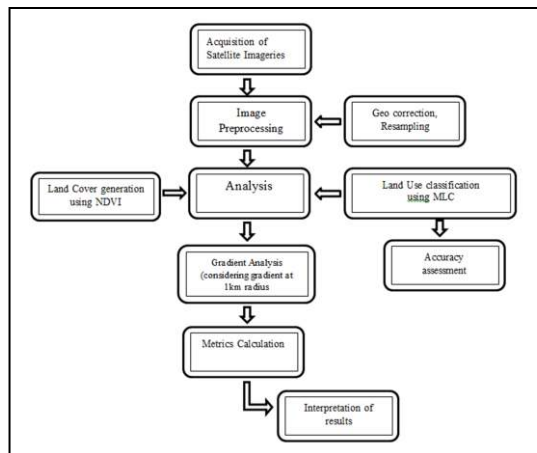 Acquisition of
Satellite Imageries
Image
Preprocessing
Geo correction,
Resampling
Land Cover generation
using NDVI
Analysis
Land Use classification
using MLC
Gradient Analysis
(considering gradient at
1km radius
Accuracy
assessment
Metrics Calculation
Interpretation of
results